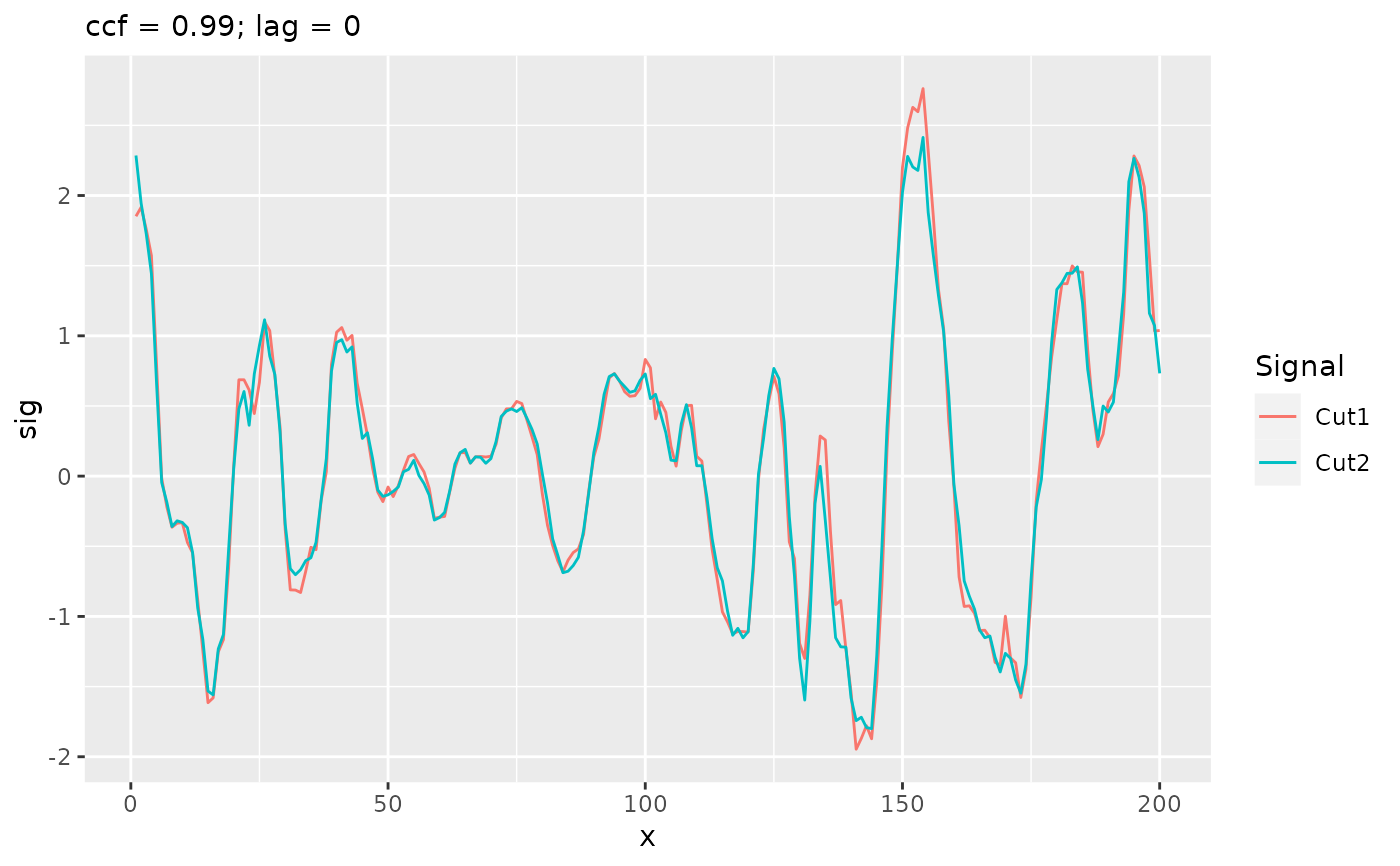 ccf = 0.99; lag = 0
sig
2
1
0
-1
-2
0 50 100 150 200
x
Signal
Cut1
Cut2